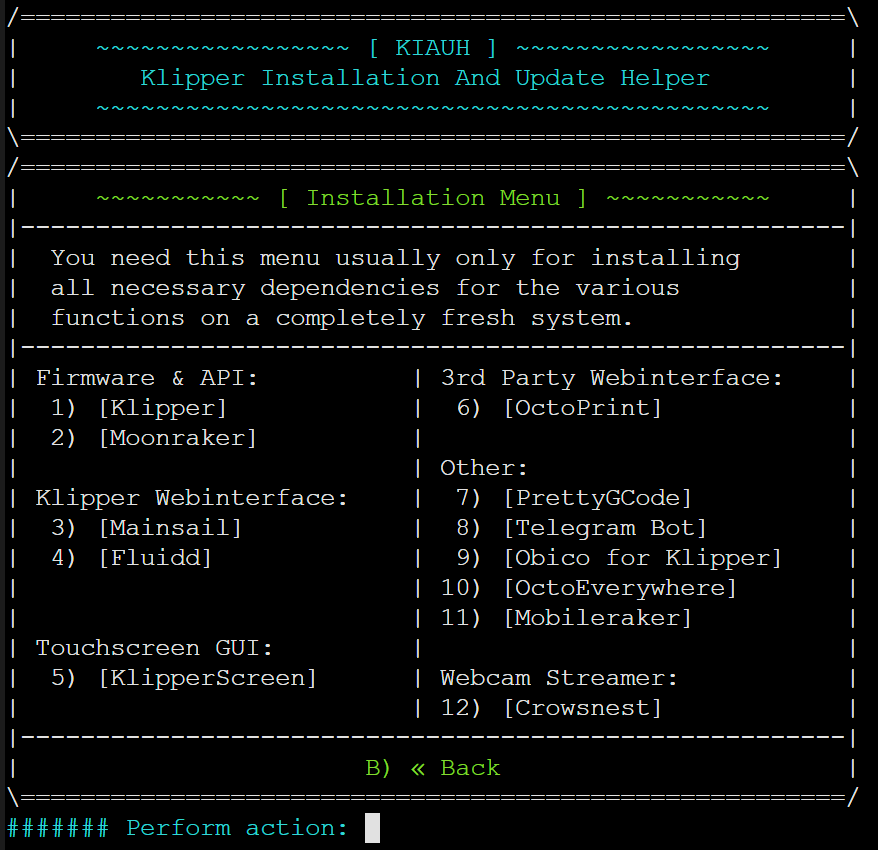 /=======================================================\
|     ~~~~~~~~~~~~~~~~~ [ KIAUH ] ~~~~~~~~~~~~~~~~~     |
|        Klipper Installation And Update Helper         |
|     ~~~~~~~~~~~~~~~~~~~~~~~~~~~~~~~~~~~~~~~~~~~~~     |
\=======================================================/
/=======================================================\
|     ~~~~~~~~~~~ [ Installation Menu ] ~~~~~~~~~~~     |
|-------------------------------------------------------|
|  You need this menu usually only for installing       |
|  all necessary dependencies for the various           |
|  functions on a completely fresh system.              |
|-------------------------------------------------------|
| Firmware & API:          | 3rd Party Webinterface:    |
|  1) [Klipper]            |  6) [OctoPrint]            |
|  2) [Moonraker]          |                            |
|                          | Other:                     |
| Klipper Webinterface:    |  7) [PrettyGCode]          |
|  3) [Mainsail]           |  8) [Telegram Bot]         |
|  4) [Fluidd]             |  9) [Obico for Klipper]    |
|                          | 10) [OctoEverywhere]       |
|                          | 11) [Mobileraker]          |
| Touchscreen GUI:         |                            |
|  5) [KlipperScreen]      | Webcam Streamer:           |
|                          | 12) [Crowsnest]            |
|-------------------------------------------------------|
|                       B) « Back                       |
\=======================================================/
####### Perform action: